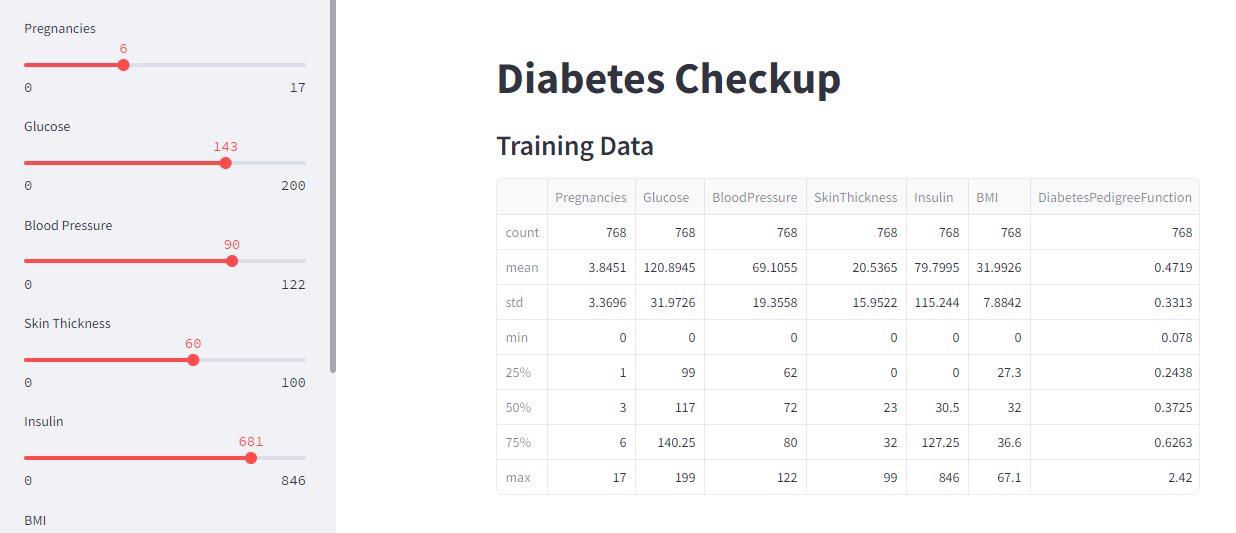 Pregnancies
6
0 17
Glucose
143
0 200
Blood Pressure
90
0 122
Skin Thickness
60
0 100
Insulin
681
0 846
BMI
Diabetes Checkup
Training Data
Pregnancies Glucose BloodPressure SkinThickness Insulin BMI DiabetesPedigreeFunction
count 768 768 768 768 768 768 768
mean 3.8451 120.8945 69.1055 20.5365 79.7995 31.9926 0.4719
std 3.3696 31.9726 19.3558 15.9522 115.244 7.8842 0.3313
min 0 0 0 0 0 0 0.078
25% 1 99 62 0 0 27.3 0.2438
50% 3 117 72 23 30.5 32 0.3725
75% 6 140.25 80 32 127.25 36.6 0.6263
max 17 199 122 99 846 67.1 2.42